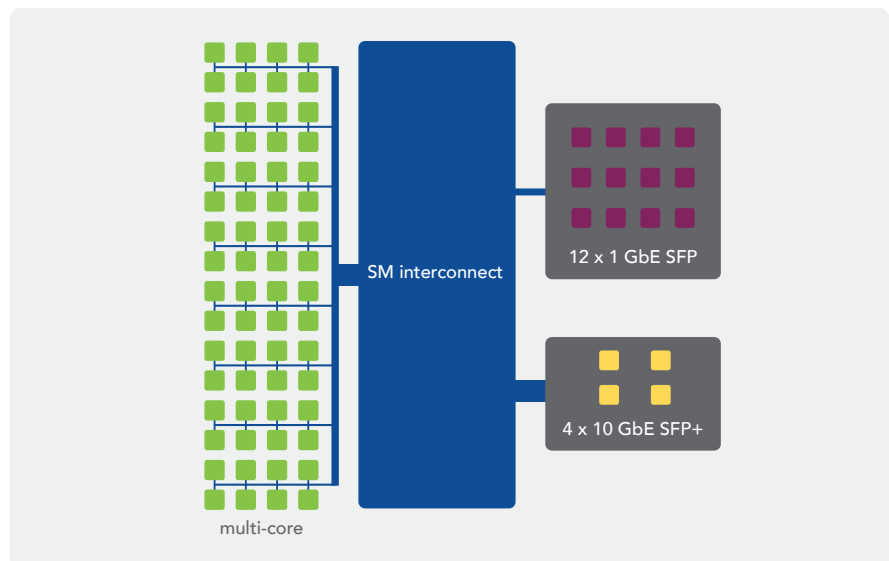 SM interconnect
12 x 1 GbE SFP
4 x 10 GbE SFP+
multi-core